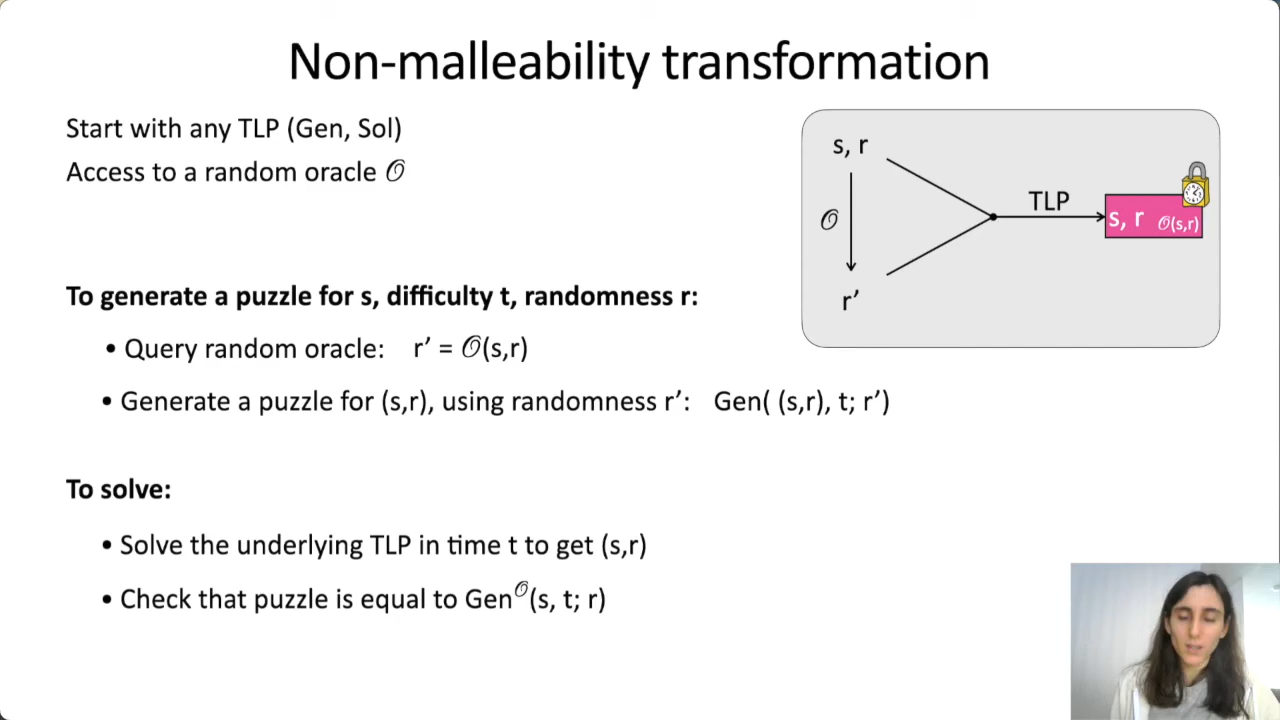 Non-malleability transformation
Start with any TLP (Gen, Sol)
Access to a random oracle 𝒪
s, r
𝒪
r’
TLP
s, r 𝒪(s,r)
To generate a puzzle for s, difficulty t, randomness r:
• Query random oracle: r’ = 𝒪(s,r)
• Generate a puzzle for (s,r), using randomness r’: Gen( (s,r), t; r’)
To solve:
• Solve the underlying TLP in time t to get (s,r)
• Check that puzzle is equal to Gen^𝒪(s, t; r)